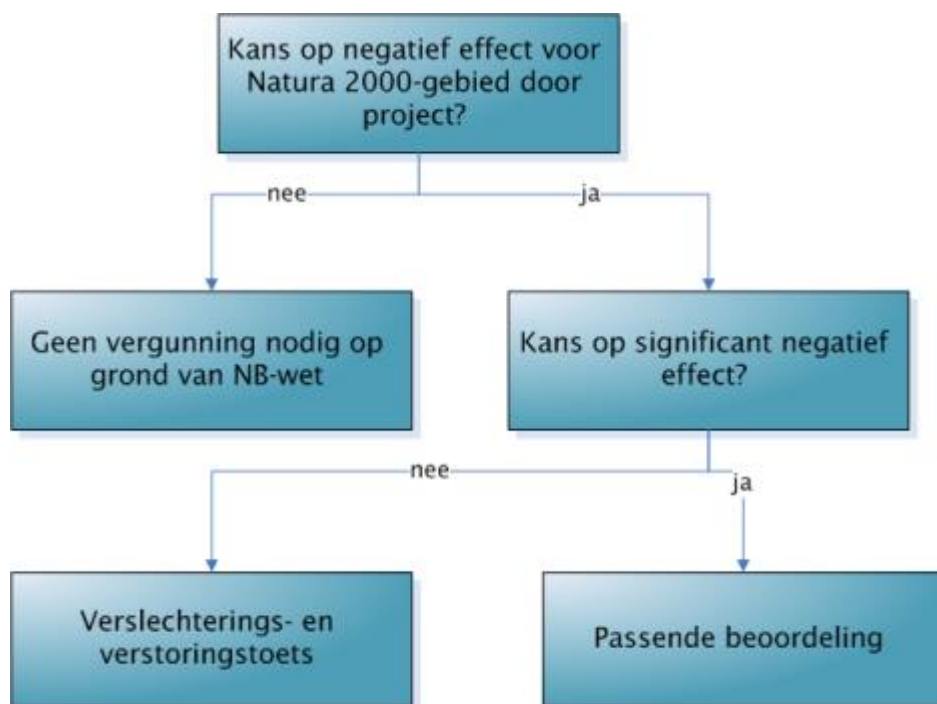 Kans op negatief effect voor
Natura 2000-gebied door
project?
nee
ja
Geen vergunning nodig op
grond van NB-wet
Kans op significant negatief
effect?
nee
ja
Verslechterings- en
verstoringstoets
Passende beoordeling